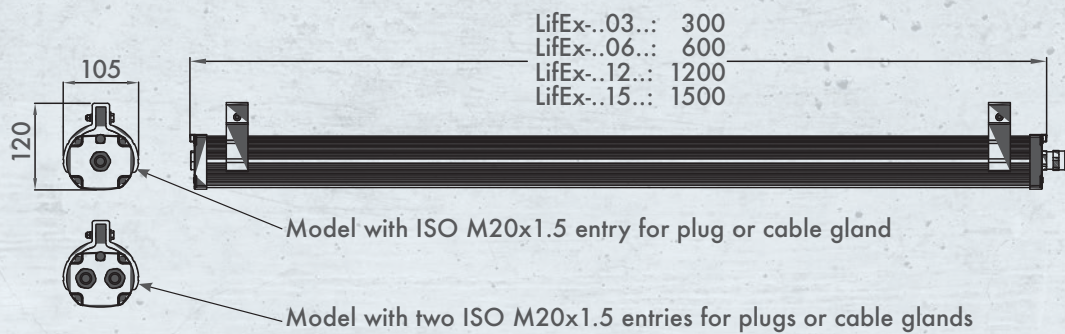 LifEx-..03..: 300
LifEx-..06..: 600
LifEx-..12..: 1200
LifEx-..15..: 1500
105
120
Model with ISO M20x1.5 entry for plug or cable gland
Model with two ISO M20x1.5 entries for plugs or cable glands